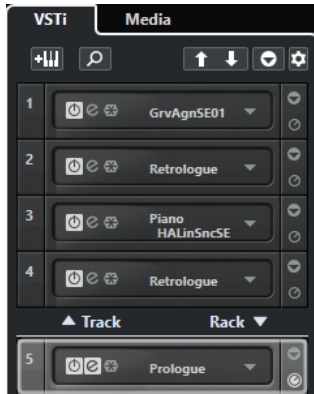 VSTi Media
1
GrvAgnSE01
2
Retrologue
3
Piano
HALinSncSE
4
Retrologue
Track Rack
5
Prologue